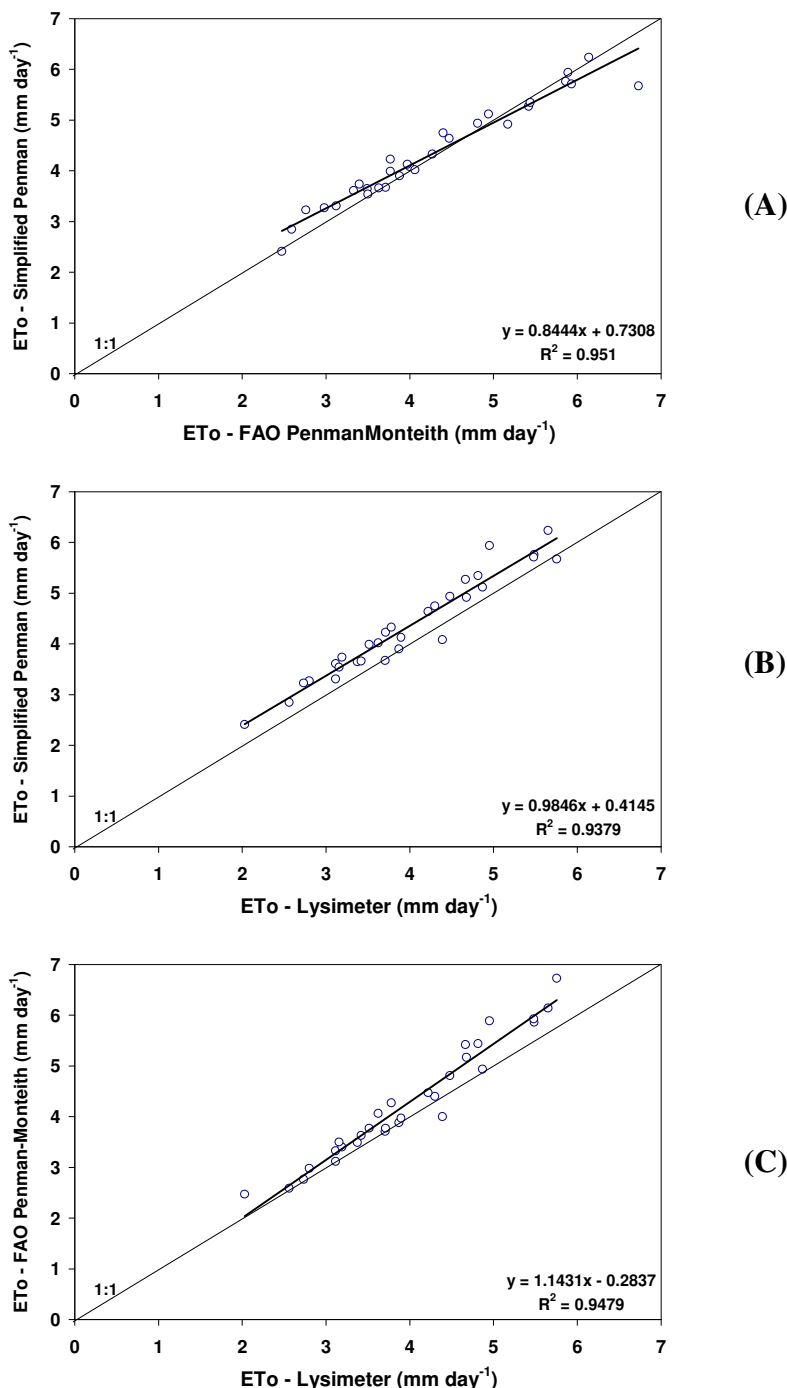 7
6
5
4
3
2
1
0
ETo - Simplified Penman (mm day⁻¹)
1:1
y = 0.8444x + 0.7308
R² = 0.951
0 1 2 3 4 5 6 7
ETo - FAO PenmanMonteith (mm day⁻¹)
(A)
7
6
5
4
3
2
1
0
ETo - Simplified Penman (mm day⁻¹)
1:1
y = 0.9846x + 0.4145
R² = 0.9379
0 1 2 3 4 5 6 7
ETo - Lysimeter (mm day⁻¹)
(B)
7
6
5
4
3
2
1
0
ETo - FAO Penman-Monteith (mm day⁻¹)
1:1
y = 1.1431x - 0.2837
R² = 0.9479
0 1 2 3 4 5 6 7
ETo - Lysimeter (mm day⁻¹)
(C)